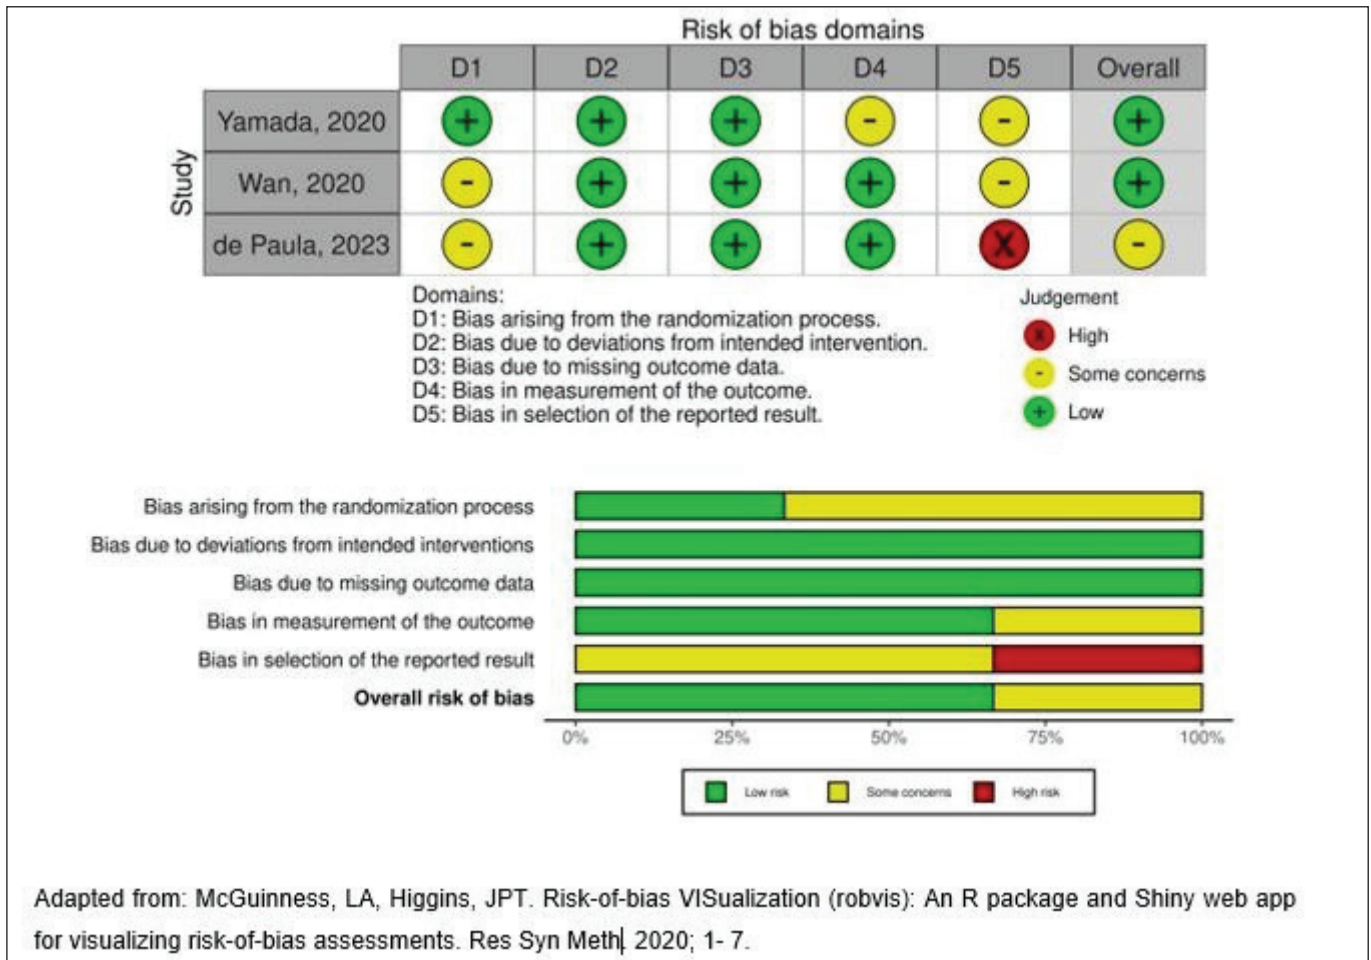 Risk of bias domains
D1 D2 D3 D4 D5 Overall
Study
Yamada, 2020 + + + - - +
Wan, 2020 - + + + - +
de Paula, 2023 - + + + X -
Domains:
D1: Bias arising from the randomization process.
D2: Bias due to deviations from intended intervention.
D3: Bias due to missing outcome data.
D4: Bias in measurement of the outcome.
D5: Bias in selection of the reported result.
Judgement
X High
- Some concerns
+ Low
Bias arising from the randomization process
Bias due to deviations from intended interventions
Bias due to missing outcome data
Bias in measurement of the outcome
Bias in selection of the reported result
Overall risk of bias
0% 25% 50% 75% 100%
Low risk Some concerns High risk
Adapted from: McGuinness, LA, Higgins, JPT. Risk-of-bias VISualization (robvis): An R package and Shiny web app
for visualizing risk-of-bias assessments. Res Syn Meth. 2020; 1- 7.